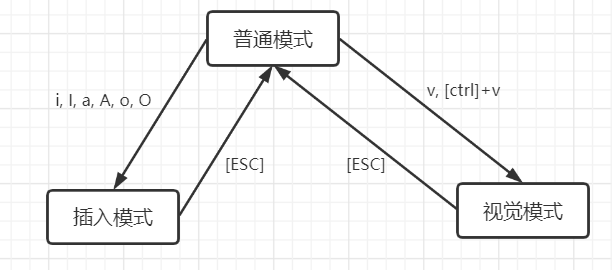 普通模式
i, I, a, A, o, O
v, [ctrl]+v
[ESC]
[ESC]
插入模式
视觉模式